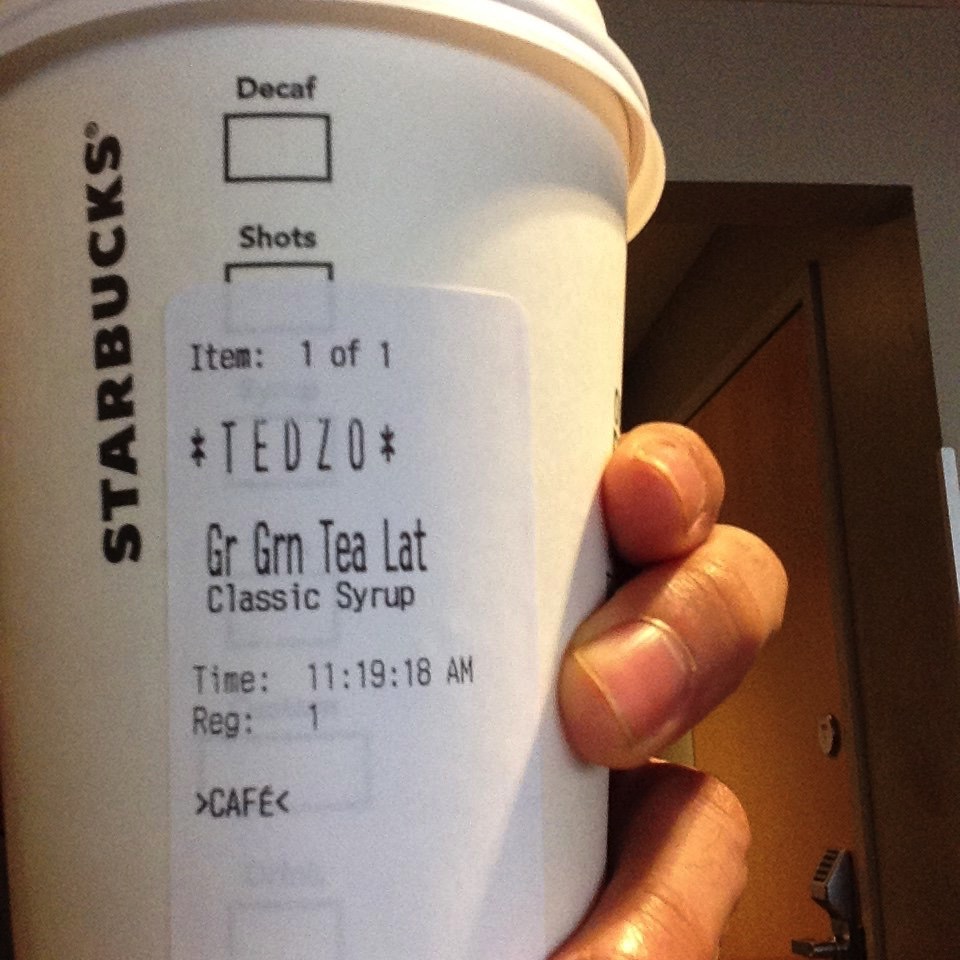 STARBUCKS®
Decaf
Shots
Item: 1 of 1
*TEDZO*
Gr Grn Tea Lat
Classic Syrup
Time: 11:19:18 AM
Reg: 1
>CAFÉ<